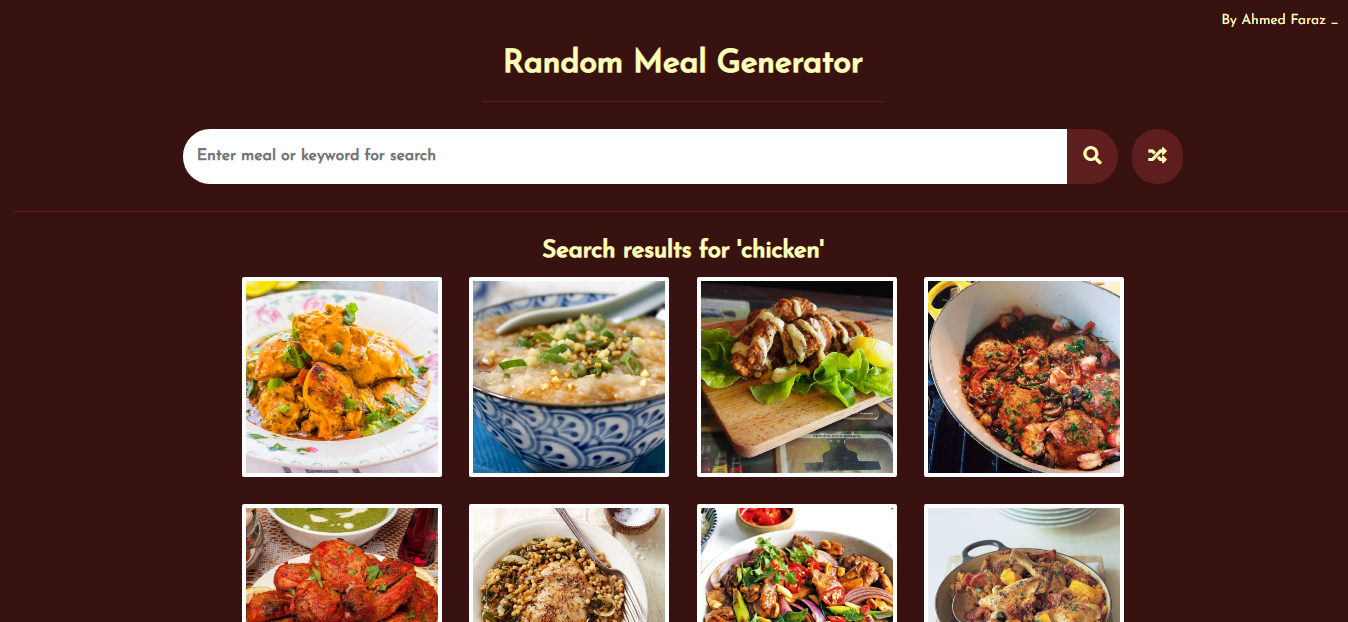 By Ahmed Faraz _
Random Meal Generator
Enter meal or keyword for search
Search results for 'chicken'